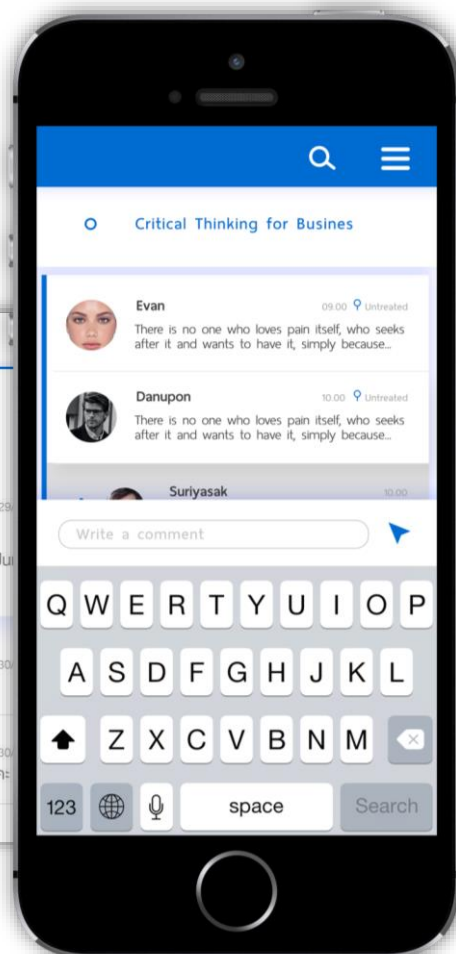 Critical Thinking for Busines
Evan 09.00 Untreated
There is no one who loves pain itself, who seeks
after it and wants to have it, simply because...
Danupon 10.00 Untreated
There is no one who loves pain itself, who seeks
after it and wants to have it, simply because...
Suriyasak 10.00
Write a comment
Q W E R T Y U I O P
A S D F G H J K L
Z X C V B N M
123 space Search
29/
30/
30/